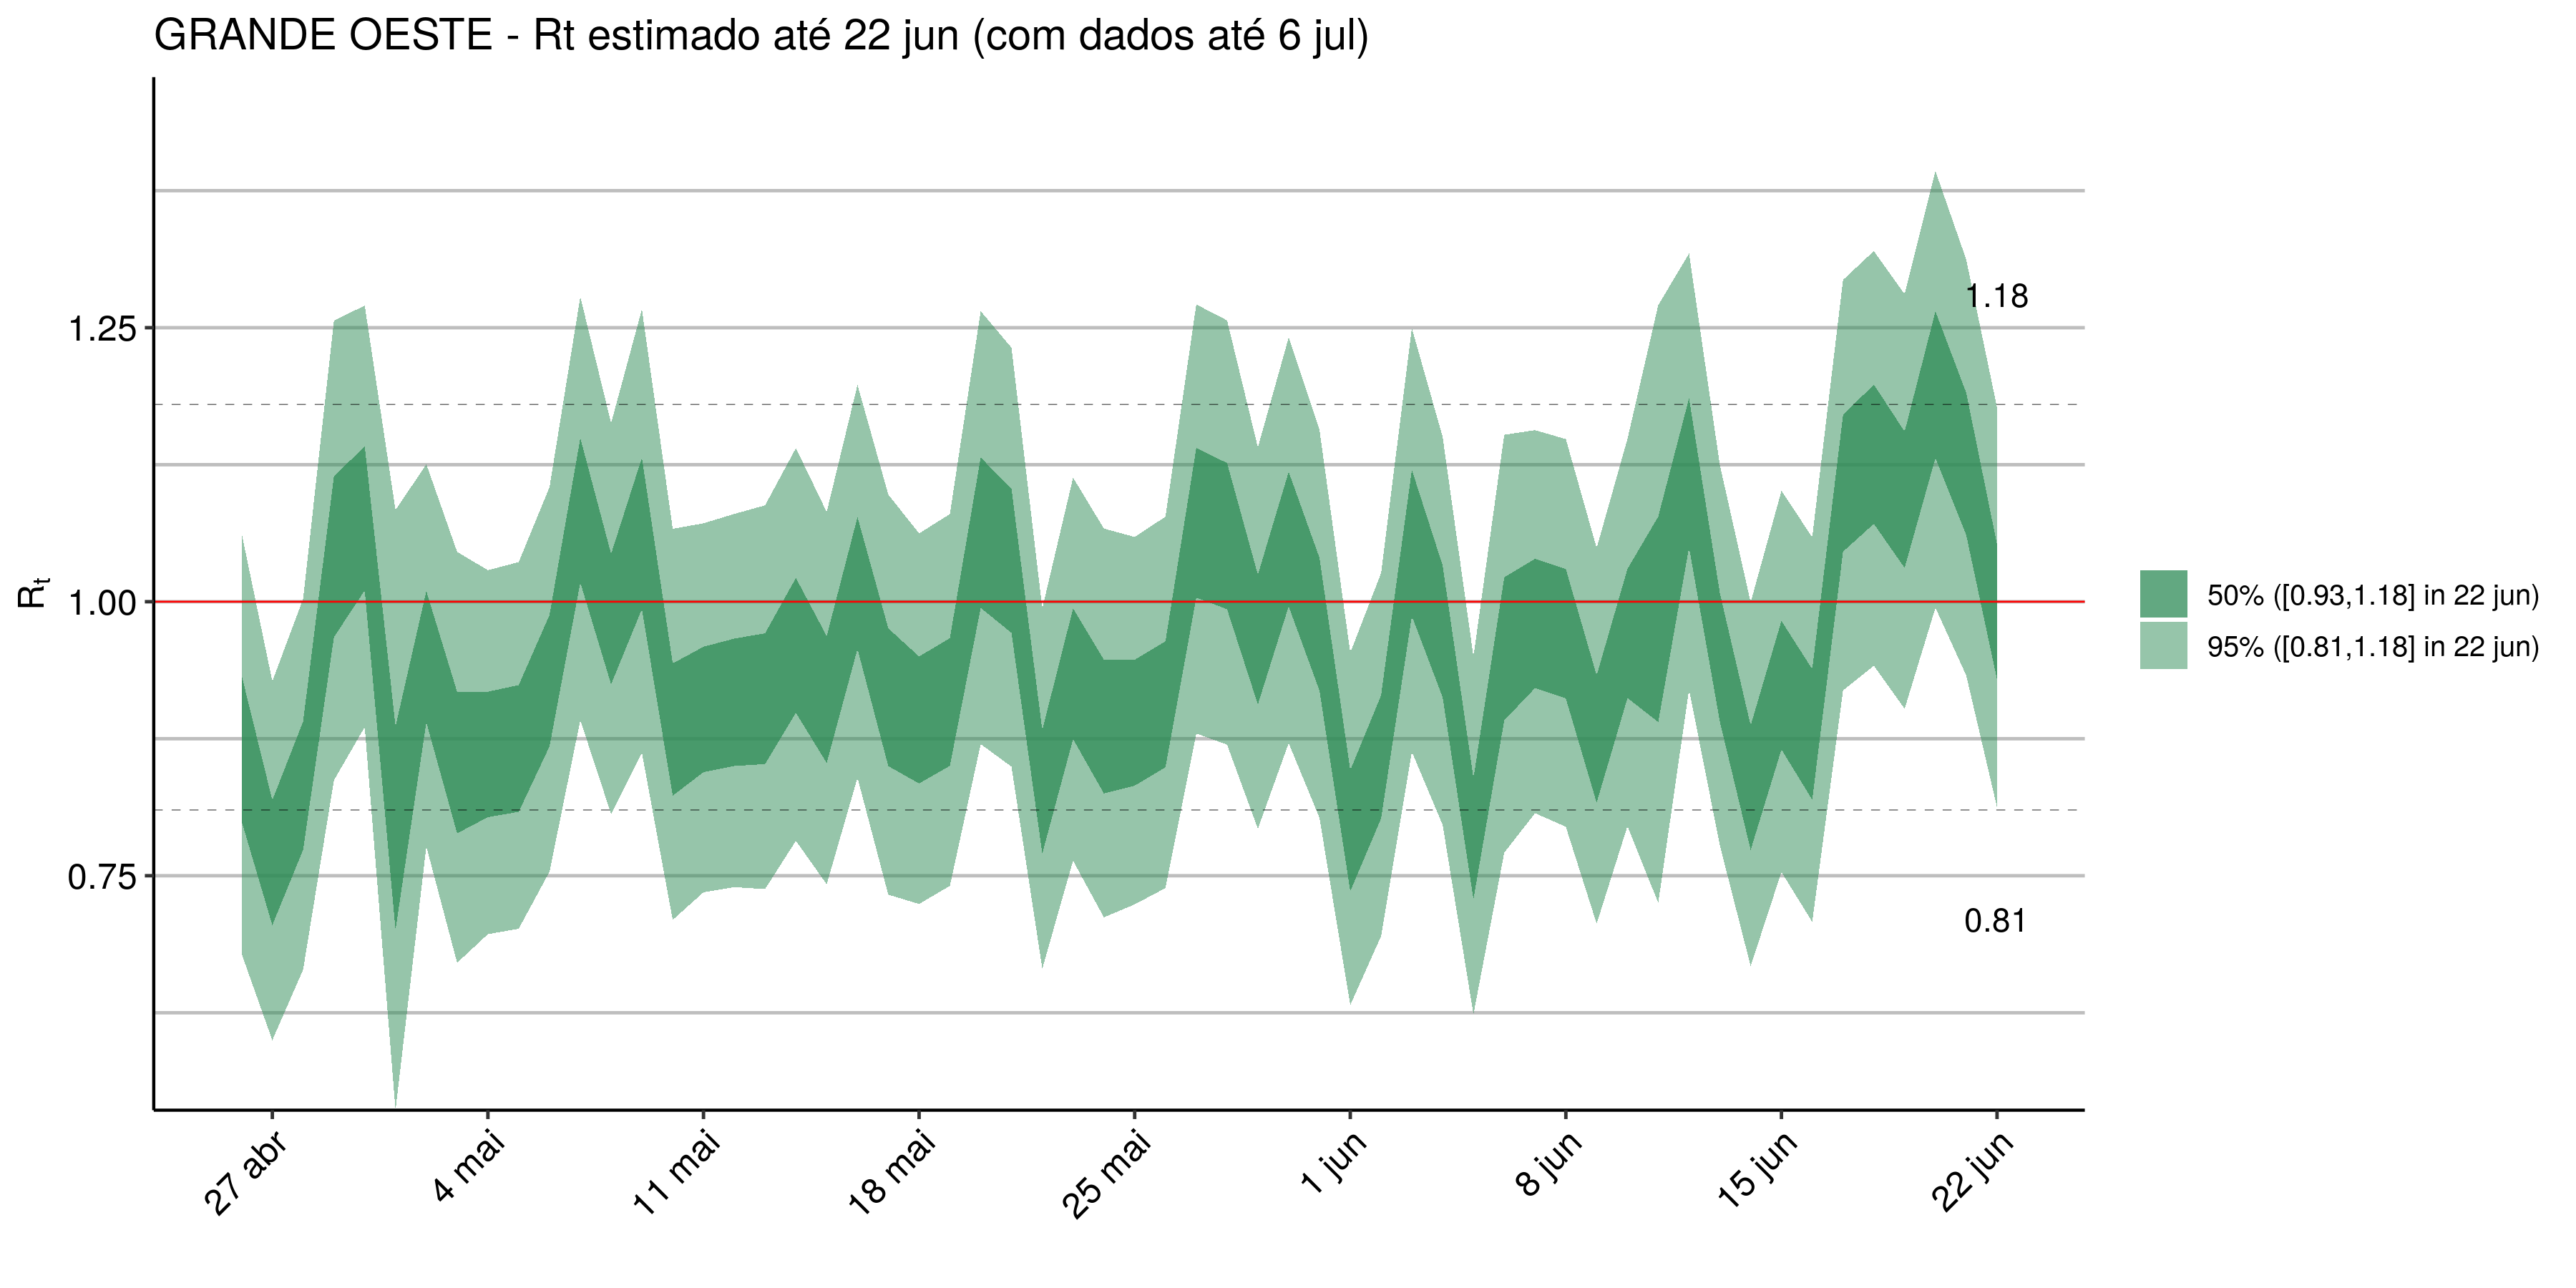 GRANDE OESTE - Rt estimado até 22 jun (com dados até 6 jul)
Rt
1.25
1.00
0.75
1.18
0.81
27 abr
4 mai
11 mai
18 mai
25 mai
1 jun
8 jun
15 jun
22 jun
50% ([0.93,1.18] in 22 jun)
95% ([0.81,1.18] in 22 jun)